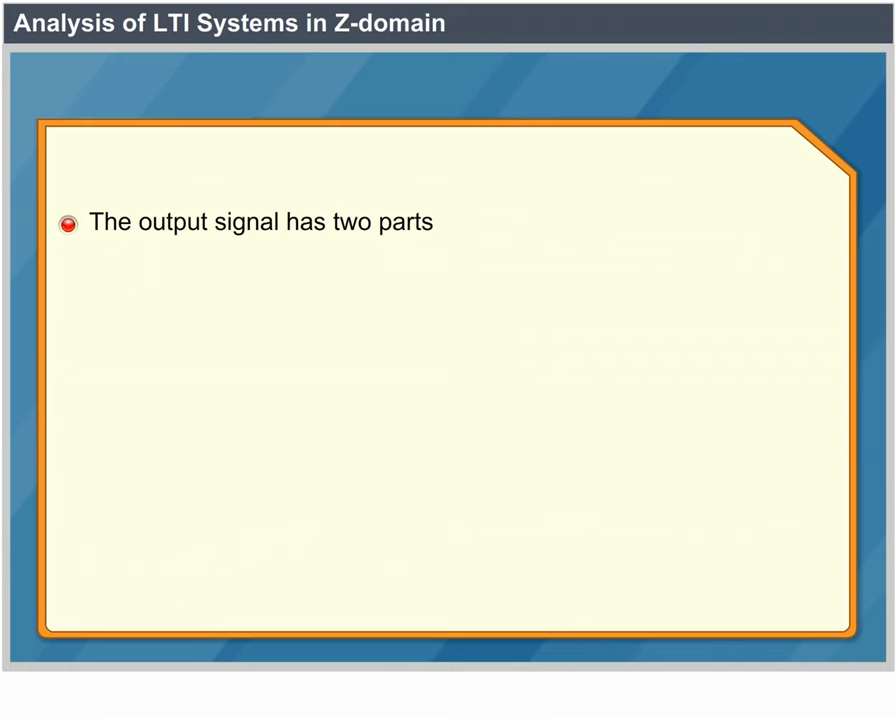 Analysis of LTI Systems in Z-domain
The output signal has two parts